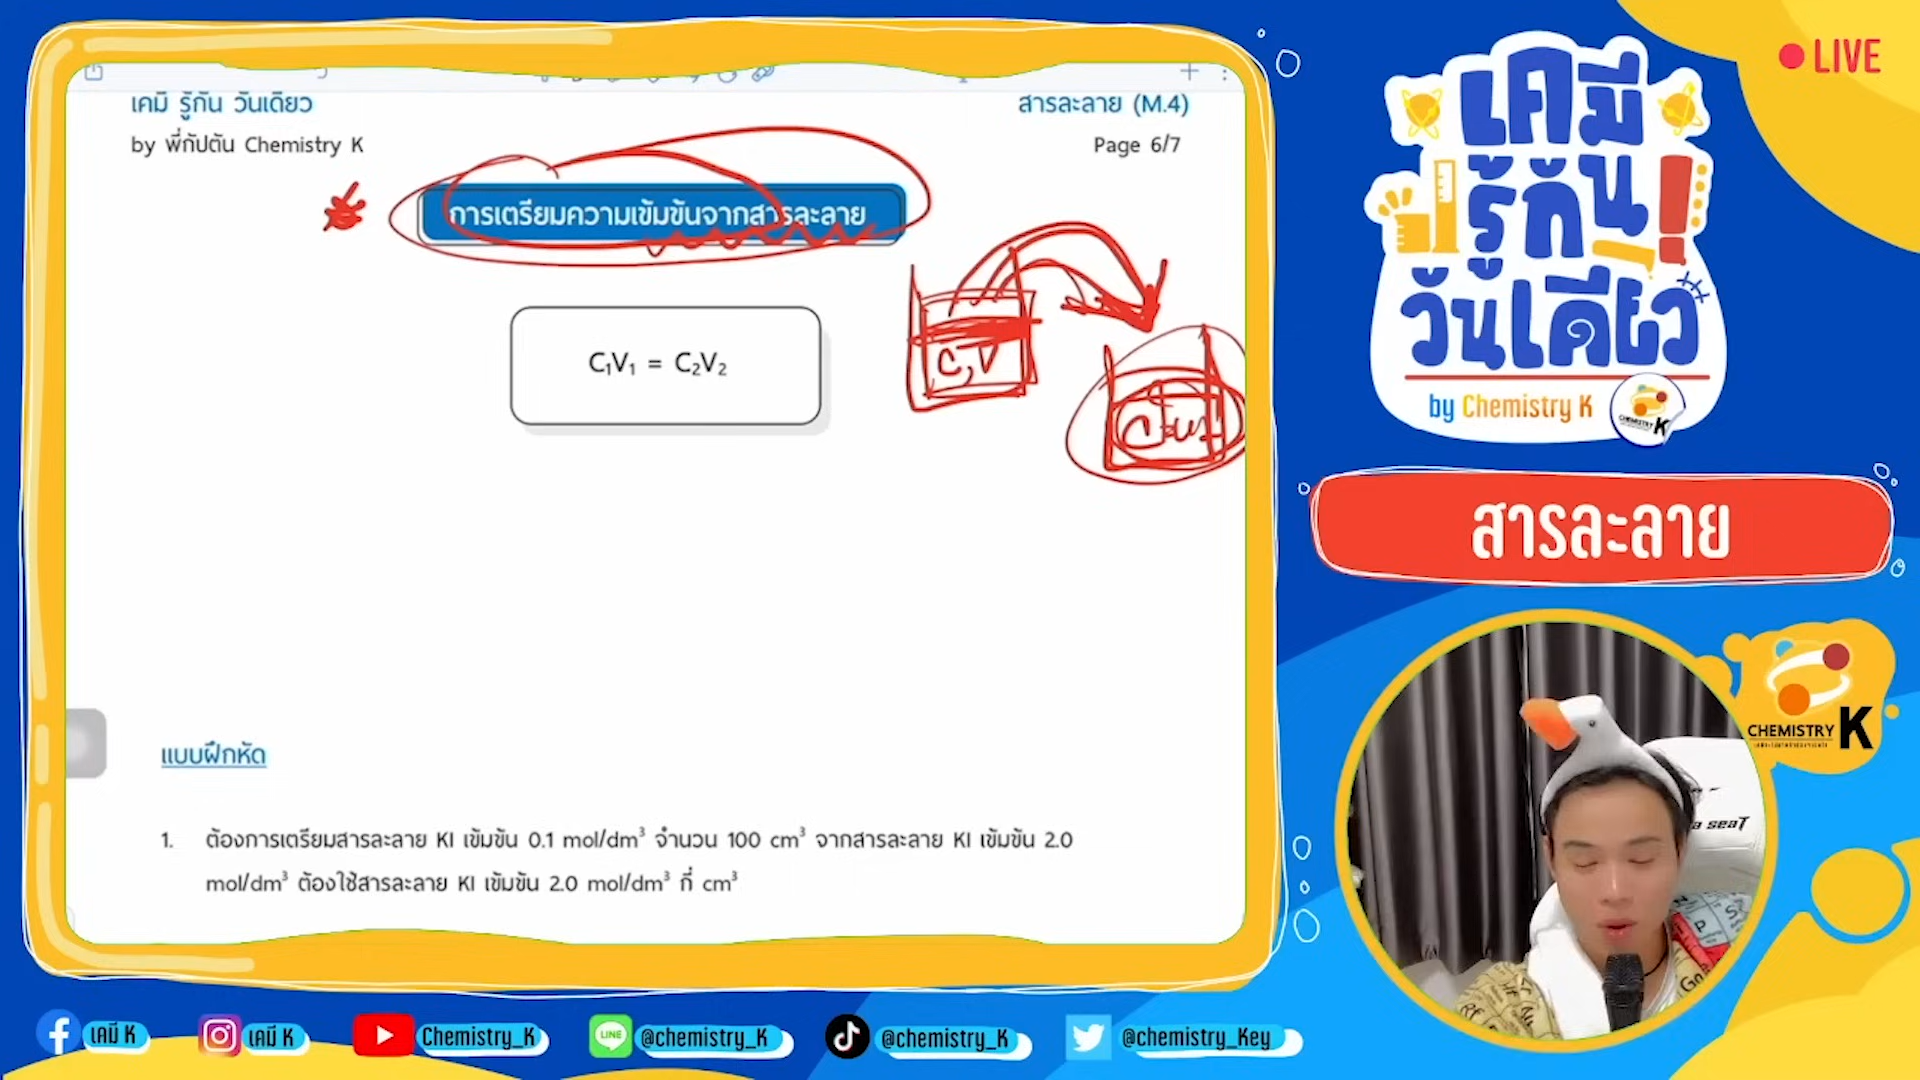 เคมี รู้กัน วันเดียว
by พี่กัปตัน Chemistry K
สารละลาย (M.4)
Page 6/7
การเตรียมความเข้มข้นจากสารละลาย
C₁V₁ = C₂V₂
C₁V
แบบฝึกหัด
1. ต้องการเตรียมสารละลาย KI เข้มข้น 0.1 mol/dm³ จำนวน 100 cm³ จากสารละลาย KI เข้มข้น 2.0
mol/dm³ ต้องใช้สารละลาย KI เข้มข้น 2.0 mol/dm³ กี่ cm³
LIVE
เคมี
รู้กัน!
วันเดียว
by Chemistry K
CHEMISTRY K
สารละลาย
CHEMISTRY K
a seaT
เคมี K
เคมี K
Chemistry_K
LINE
@chemistry_K
@chemistry_K
@chemistry_Key